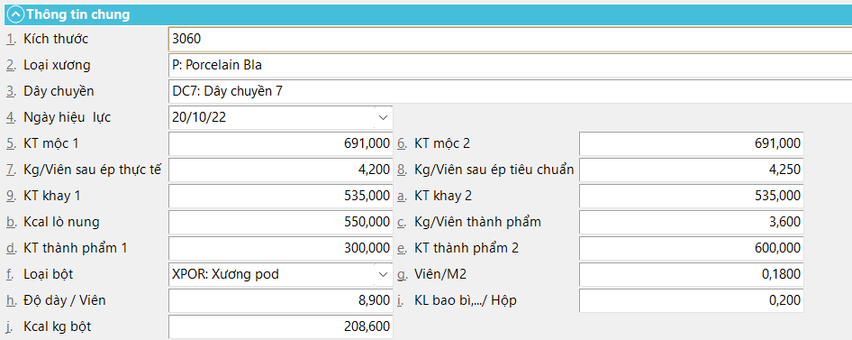 Thông tin chung
1. Kích thước 3060
2. Loại xương P: Porcelain Bla
3. Dây chuyền DC7: Dây chuyền 7
4. Ngày hiệu lực 20/10/22
5. KT mộc 1 691,000 6. KT mộc 2 691,000
7. Kg/Viên sau ép thực tế 4,200 8. Kg/Viên sau ép tiêu chuẩn 4,250
9. KT khay 1 535,000 a. KT khay 2 535,000
b. Kcal lò nung 550,000 c. Kg/Viên thành phẩm 3,600
d. KT thành phẩm 1 300,000 e. KT thành phẩm 2 600,000
f. Loại bột XPOR: Xương pod g. Viên/M2 0,1800
h. Độ dày / Viên 8,900 i. KL bao bì,.../ Hộp 0,200
j. Kcal kg bột 208,600